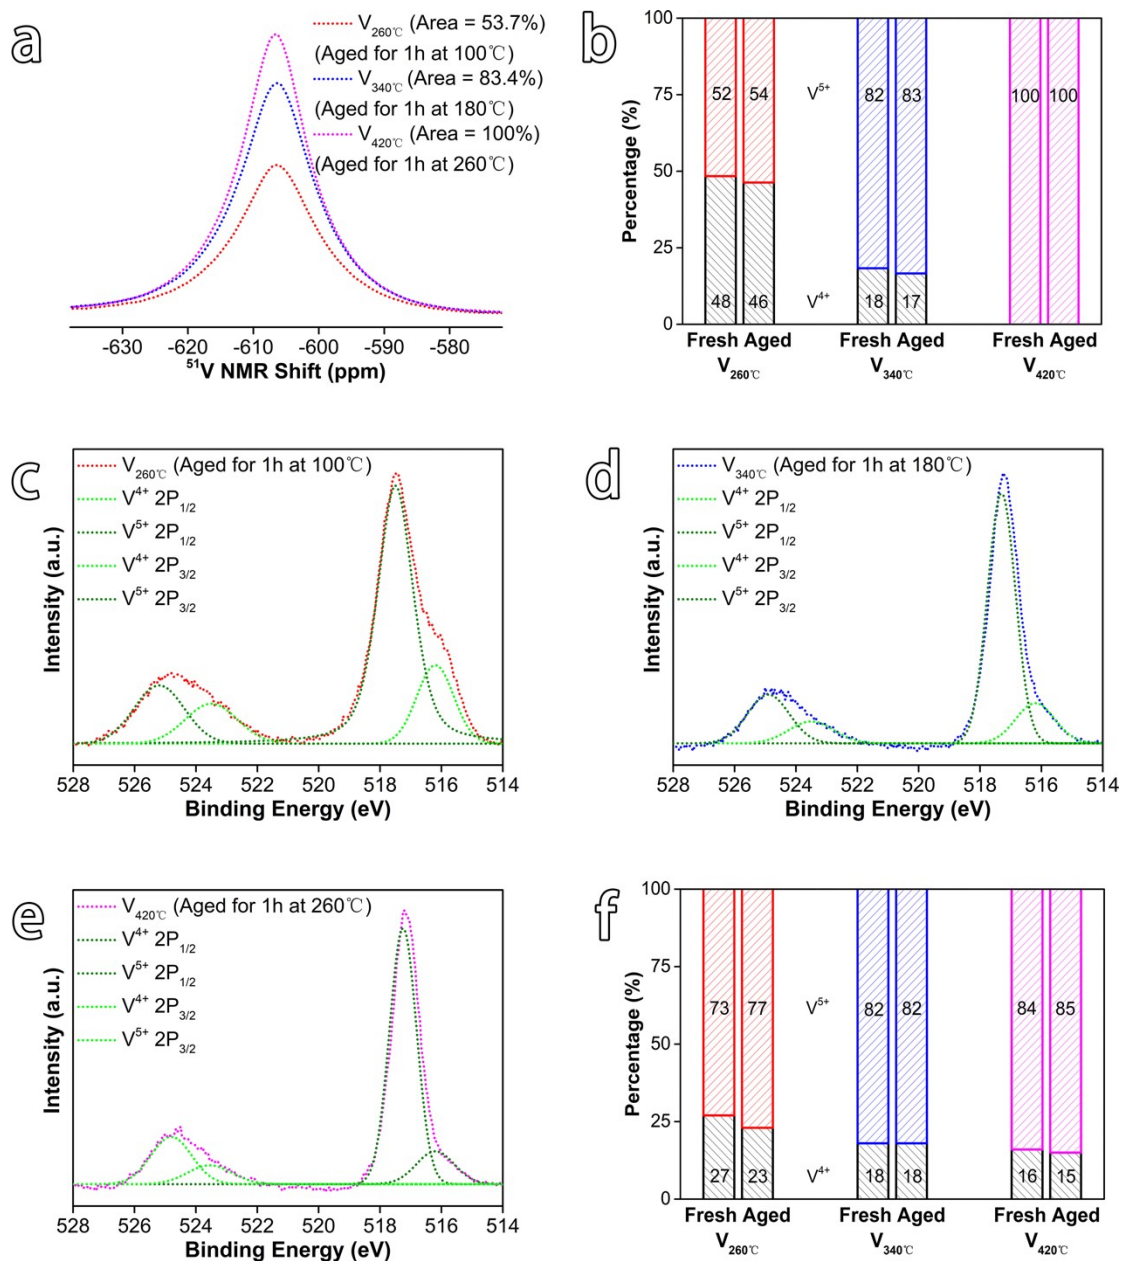 a
V260℃ (Area = 53.7%)
(Aged for 1h at 100℃)
V340℃ (Area = 83.4%)
(Aged for 1h at 180℃)
V420℃ (Area = 100%)
(Aged for 1h at 260℃)
-630 -620 -610 -600 -590 -580
51V NMR Shift (ppm)
b
Percentage (%)
100
75
50
25
0
52 54 V5+ 82 83 100 100
48 46 V4+ 18 17
Fresh Aged Fresh Aged Fresh Aged
V260℃ V340℃ V420℃
c
V260℃ (Aged for 1h at 100℃)
V4+ 2P1/2
V5+ 2P1/2
V4+ 2P3/2
V5+ 2P3/2
Intensity (a.u.)
528 526 524 522 520 518 516 514
Binding Energy (eV)
d
V340℃ (Aged for 1h at 180℃)
V4+ 2P1/2
V5+ 2P1/2
V4+ 2P3/2
V5+ 2P3/2
Intensity (a.u.)
528 526 524 522 520 518 516 514
Binding Energy (eV)
e
V420℃ (Aged for 1h at 260℃)
V4+ 2P1/2
V5+ 2P1/2
V4+ 2P3/2
V5+ 2P3/2
Intensity (a.u.)
528 526 524 522 520 518 516 514
Binding Energy (eV)
f
Percentage (%)
100
75
50
25
0
73 77 V5+ 82 82 84 85
27 23 V4+ 18 18 16 15
Fresh Aged Fresh Aged Fresh Aged
V260℃ V340℃ V420℃